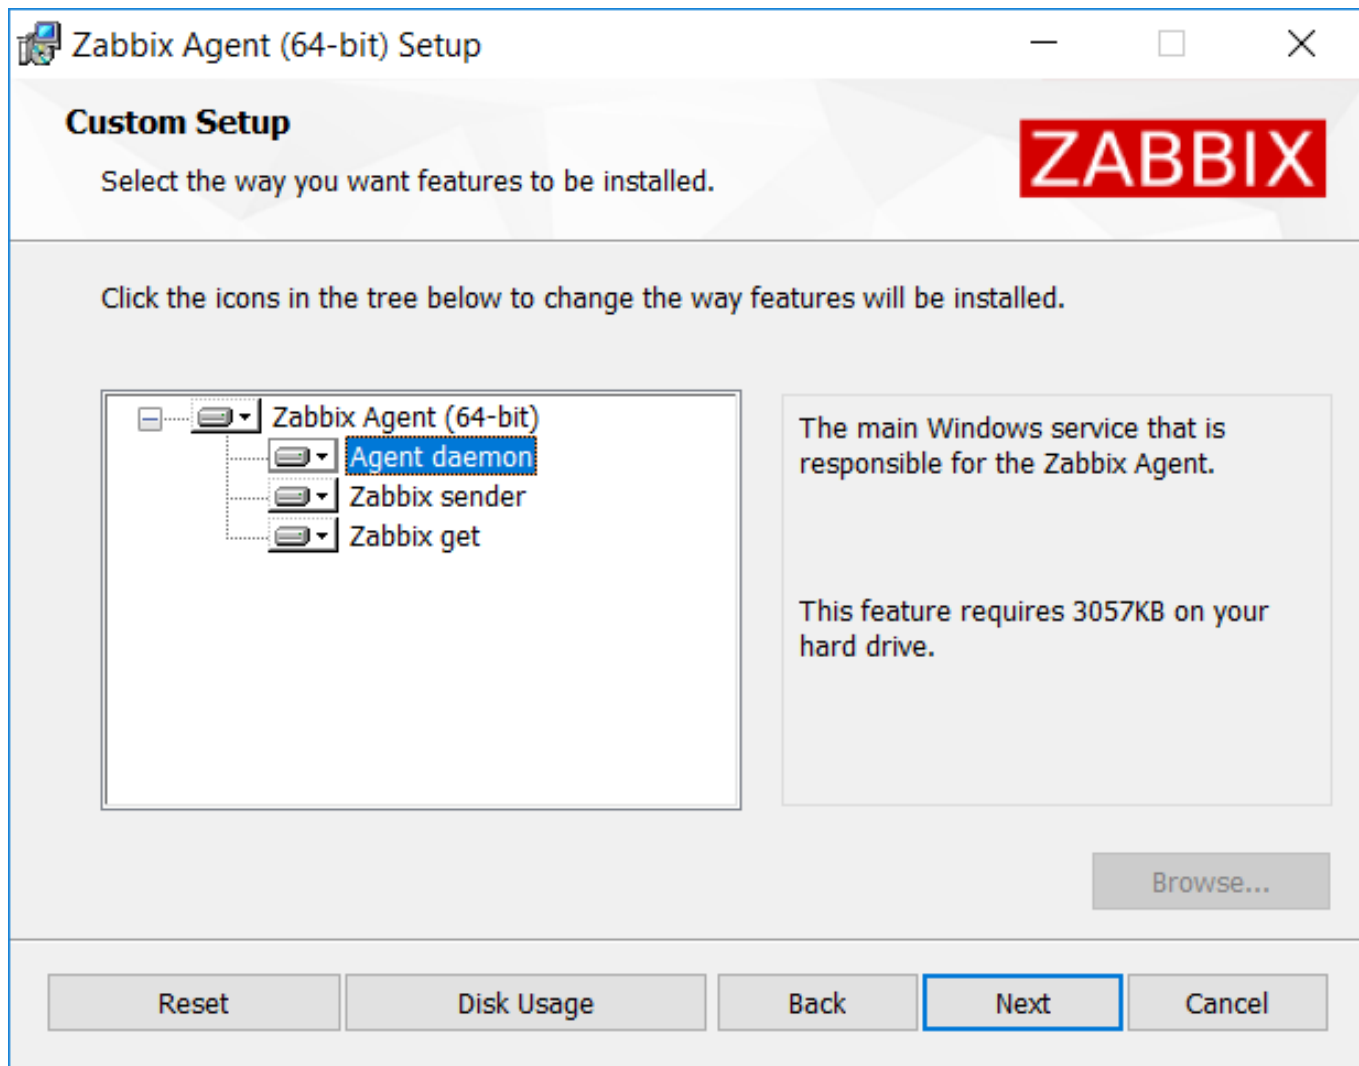 Zabbix Agent (64-bit) Setup
Custom Setup
Select the way you want features to be installed.
ZABBIX
Click the icons in the tree below to change the way features will be installed.
Zabbix Agent (64-bit)
Agent daemon
Zabbix sender
Zabbix get
The main Windows service that is
responsible for the Zabbix Agent.
This feature requires 3057KB on your
hard drive.
Browse...
Reset
Disk Usage
Back
Next
Cancel